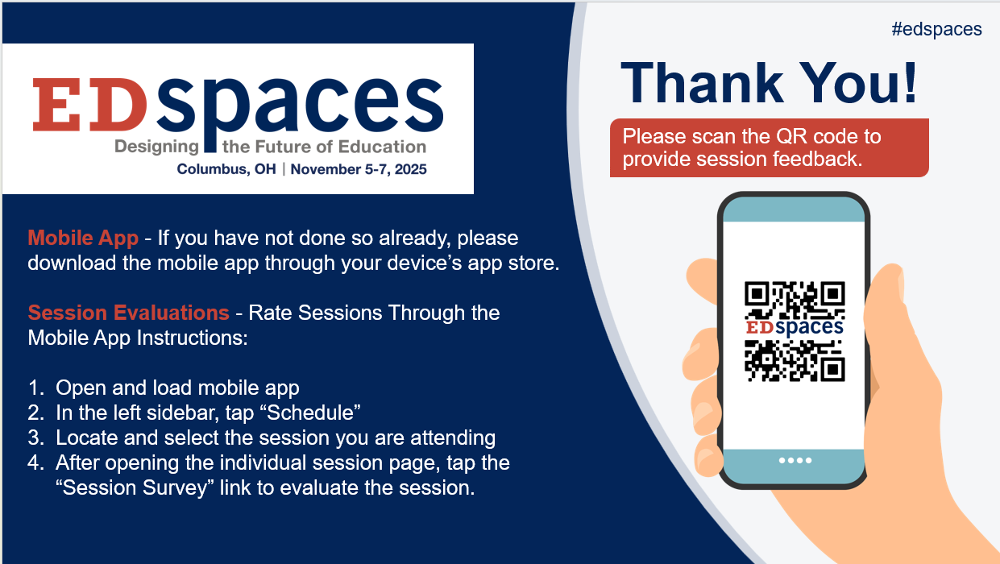 #edspaces
EDspaces
Designing the Future of Education
Columbus, OH | November 5-7, 2025
Thank You!
Please scan the QR code to
provide session feedback.
Mobile App - If you have not done so already, please
download the mobile app through your device’s app store.
Session Evaluations - Rate Sessions Through the
Mobile App Instructions:
1. Open and load mobile app
2. In the left sidebar, tap “Schedule”
3. Locate and select the session you are attending
4. After opening the individual session page, tap the
“Session Survey” link to evaluate the session.
EDspaces